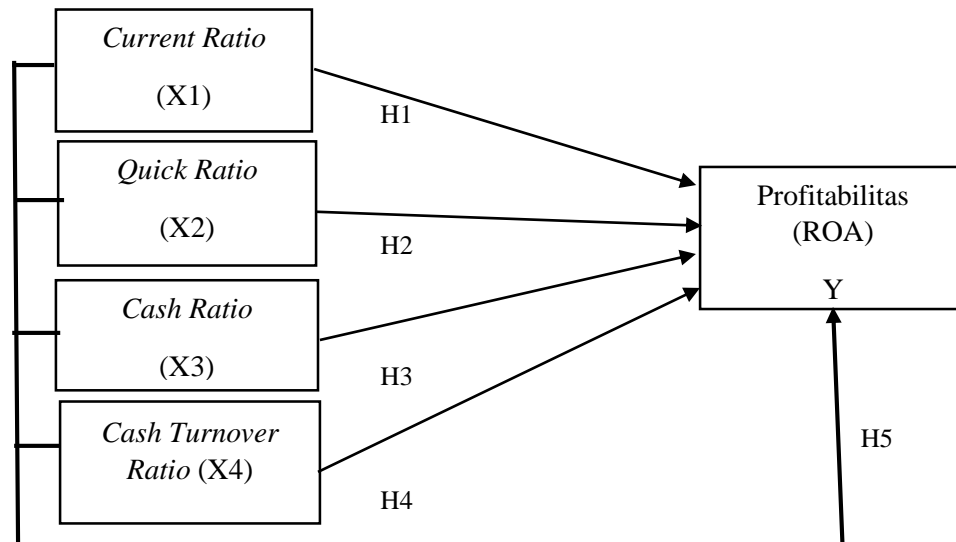 Current Ratio
(X1)
H1
Quick Ratio
(X2)
H2
Cash Ratio
(X3)
H3
Cash Turnover
Ratio (X4)
H4
Profitabilitas
(ROA)
Y
H5